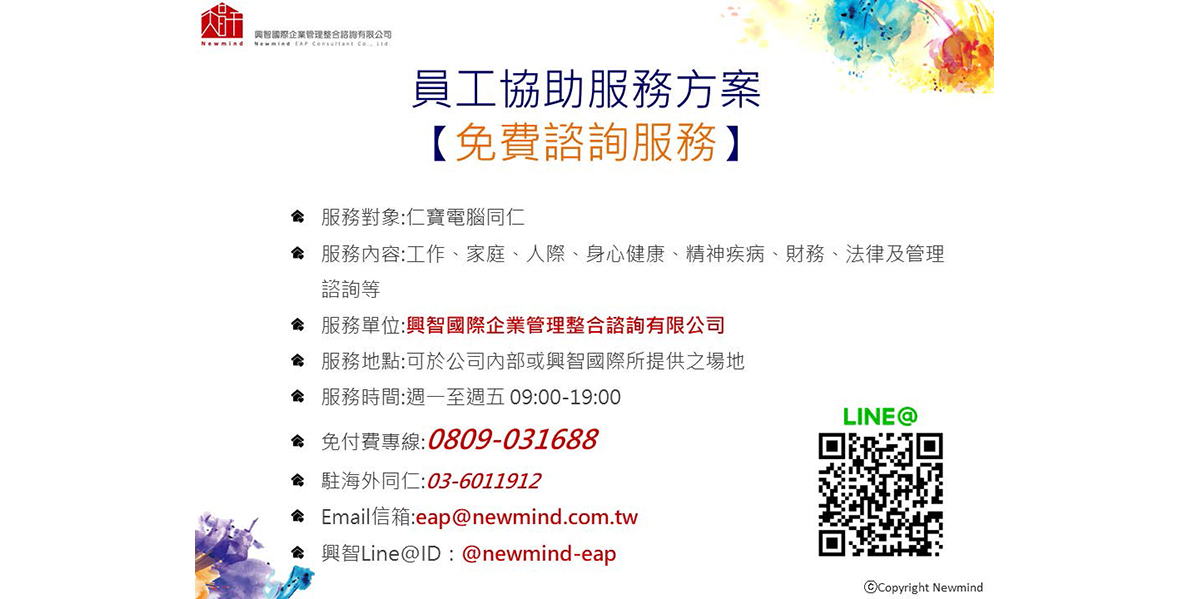 Newmind
興智國際企業管理整合諮詢有限公司
Newmind EAP Consultant Co., Ltd.
員工協助服務方案
【免費諮詢服務】
服務對象:仁寶電腦同仁
服務內容:工作、家庭、人際、身心健康、精神疾病、財務、法律及管理
諮詢等
服務單位:興智國際企業管理整合諮詢有限公司
服務地點:可於公司內部或興智國際所提供之場地
服務時間:週一至週五 09:00-19:00
免付費專線:0809-031688
駐海外同仁:03-6011912
Email信箱:eap@newmind.com.tw
興智Line@ID：@newmind-eap
LINE@
ⓒCopyright Newmind